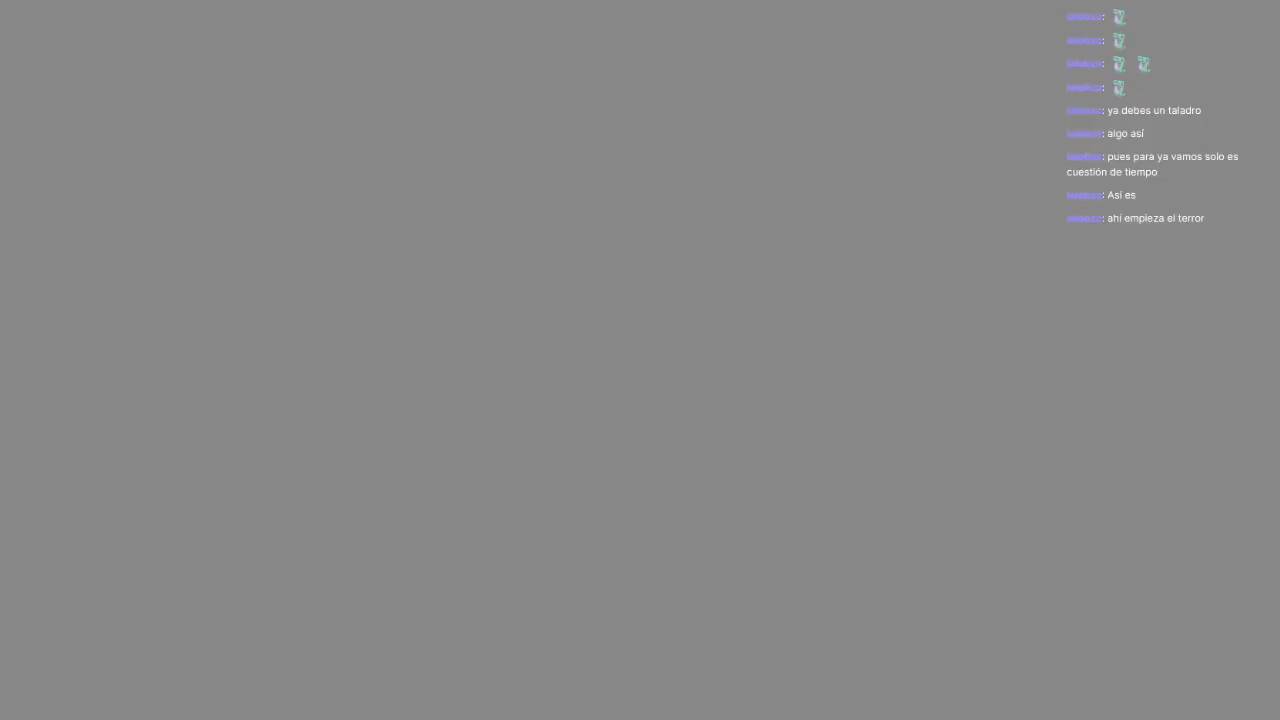 :
:
:
:
: ya debes un taladro
: algo así
: pues para ya vamos solo es
cuestión de tiempo
: Así es
: ahí empieza el terror